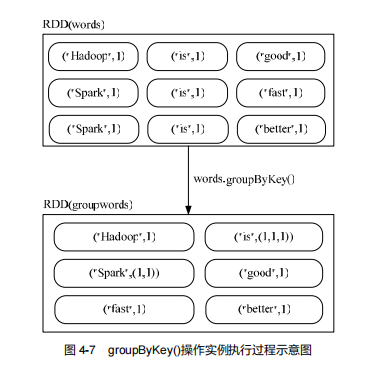 RDD(words)
("Hadoop",1) ("is",1) ("good",1)
("Spark",1) ("is",1) ("fast",1)
("Spark",1) ("is",1) ("better",1)
words.groupByKey()
RDD(groupwords)
("Hadoop",1) ("is",(1,1,1))
("Spark",(1,1)) ("good",1)
("fast",1) ("better",1)
图 4-7 groupByKey()操作实例执行过程示意图